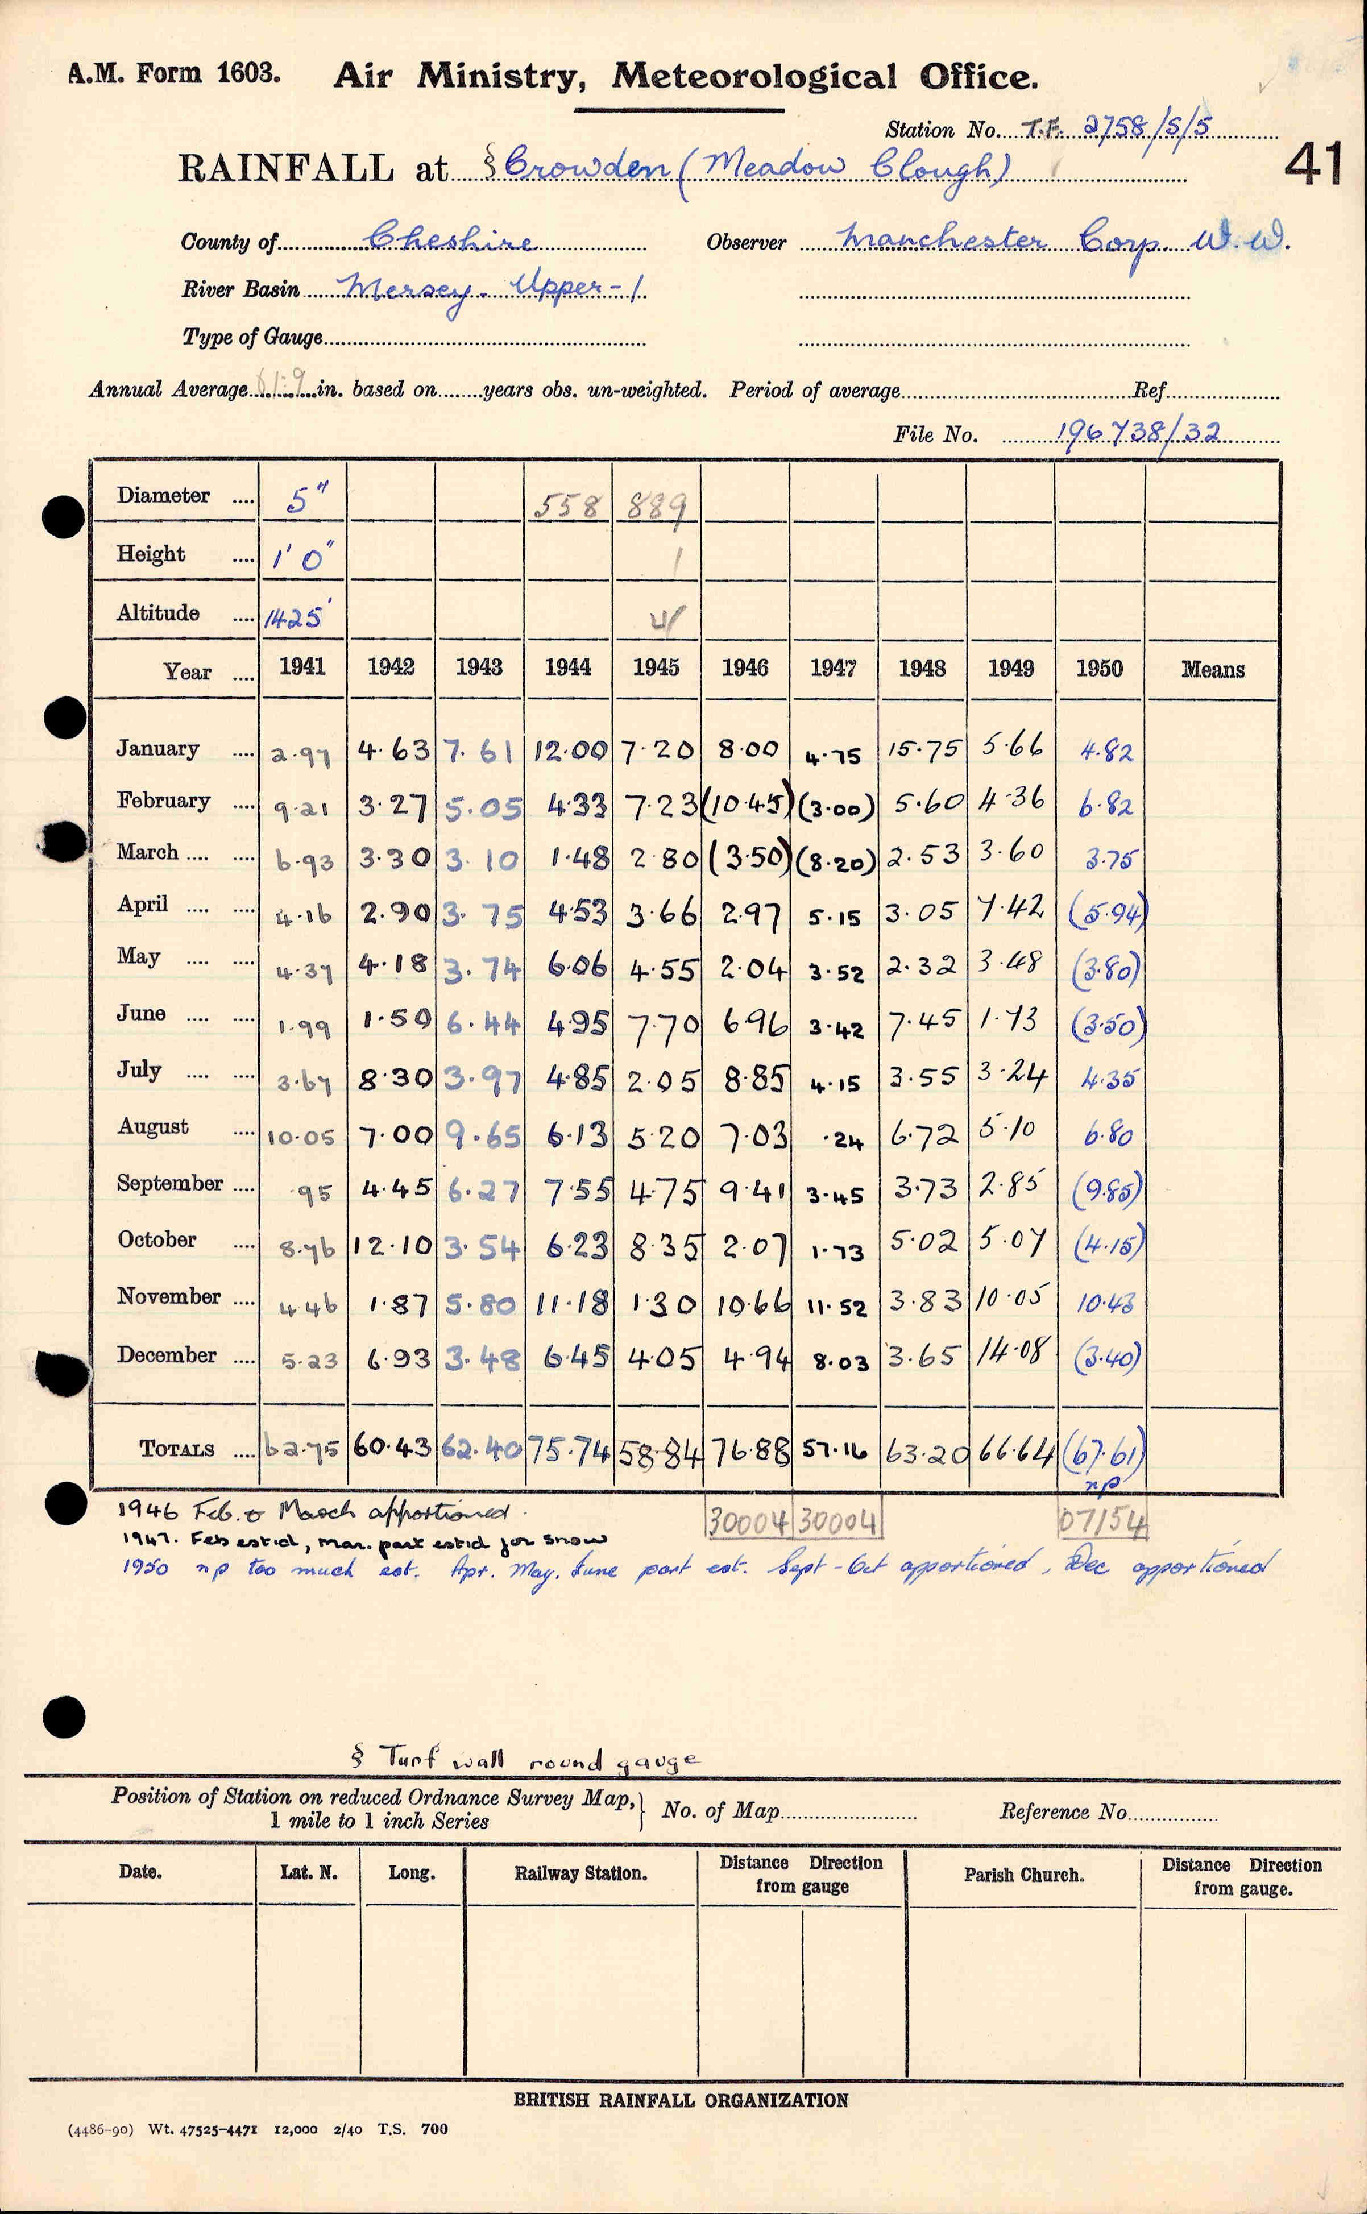 A.M. Form 1603. Air Ministry, Meteorological Office.
Station No. T.F. 2758/5/5
RAINFALL at § Crowden (Meadow Clough) 41
County of Cheshire Observer Manchester Corp. W.W.
River Basin Mersey. Upper-1
Type of Gauge
Annual Average 61.9 in. based on years obs. un-weighted. Period of average Ref
File No. 196738/32
Diameter .... 5" 558 889
Height .... 1' 0" 1
Altitude .... 1425'
Year .... 1941 1942 1943 1944 1945 1946 1947 1948 1949 1950 Means
January .... 2.97 4.63 7.61 12.00 7.20 8.00 4.75 15.75 5.66 4.82
February .... 9.21 3.27 5.05 4.33 7.23 (10.45) (3.00) 5.60 4.36 6.82
March .... .... 6.93 3.30 3.10 1.48 2.80 (3.50) (8.20) 2.53 3.60 3.75
April .... .... 4.16 2.90 3.75 4.53 3.66 2.97 5.15 3.05 7.42 (5.94)
May .... .... 4.37 4.18 3.74 6.06 4.55 2.04 3.52 2.32 3.48 (3.80)
June .... .... 1.99 1.50 6.44 4.95 7.70 6.96 3.42 7.45 1.73 (3.50)
July .... .... 3.67 8.30 3.97 4.85 2.05 8.85 4.15 3.55 3.24 4.35
August .... 10.05 7.00 9.65 6.13 5.20 7.03 .24 6.72 5.10 6.80
September .... .95 4.45 6.27 7.55 4.75 9.41 3.45 3.73 2.85 (9.85)
October .... 8.76 12.10 3.54 6.23 8.35 2.07 1.73 5.02 5.07 (4.15)
November .... 4.46 1.87 5.80 11.18 1.30 10.66 11.52 3.83 10.05 10.43
December .... 5.23 6.93 3.48 6.45 4.05 4.94 8.03 3.65 14.08 (3.40)
TOTALS .... 62.75 60.43 62.40 75.74 58.84 76.88 57.16 63.20 66.64 (67.61)
np
1946 Feb. & March apportioned. 30004 30004 07/54
1947. Feb estd, Mar. part estd for snow
1950 np too much est. Apr. May, June part est. Sept-Oct apportioned, Dec apportioned
§ Turf wall round gauge
Position of Station on reduced Ordnance Survey Map, 1 mile to 1 inch Series } No. of Map Reference No.
Date. Lat. N. Long. Railway Station. Distance Direction from gauge Parish Church. Distance Direction from gauge.
BRITISH RAINFALL ORGANIZATION
(4486-90) Wt. 47525-4471 12,000 2/40 T.S. 700